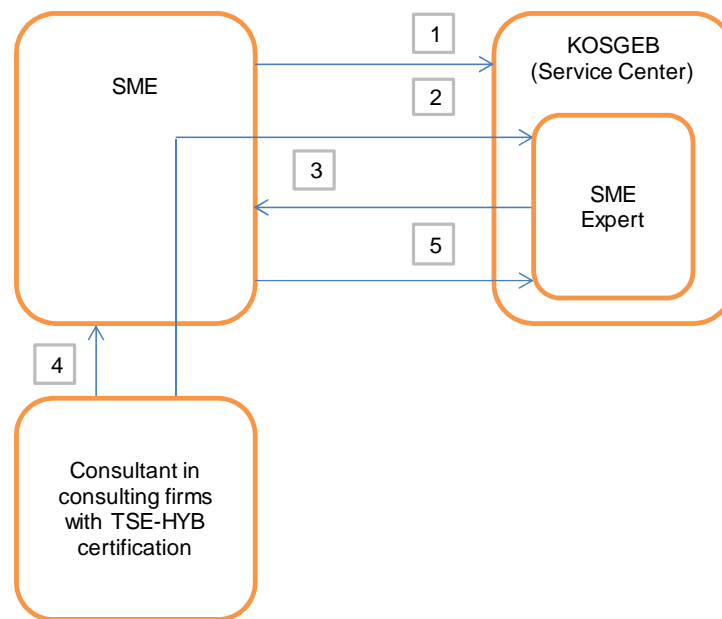 1
KOSGEB
(Service Center)
SME
2
3
SME
Expert
5
4
Consultant in
consulting firms
with TSE-HYB
certification